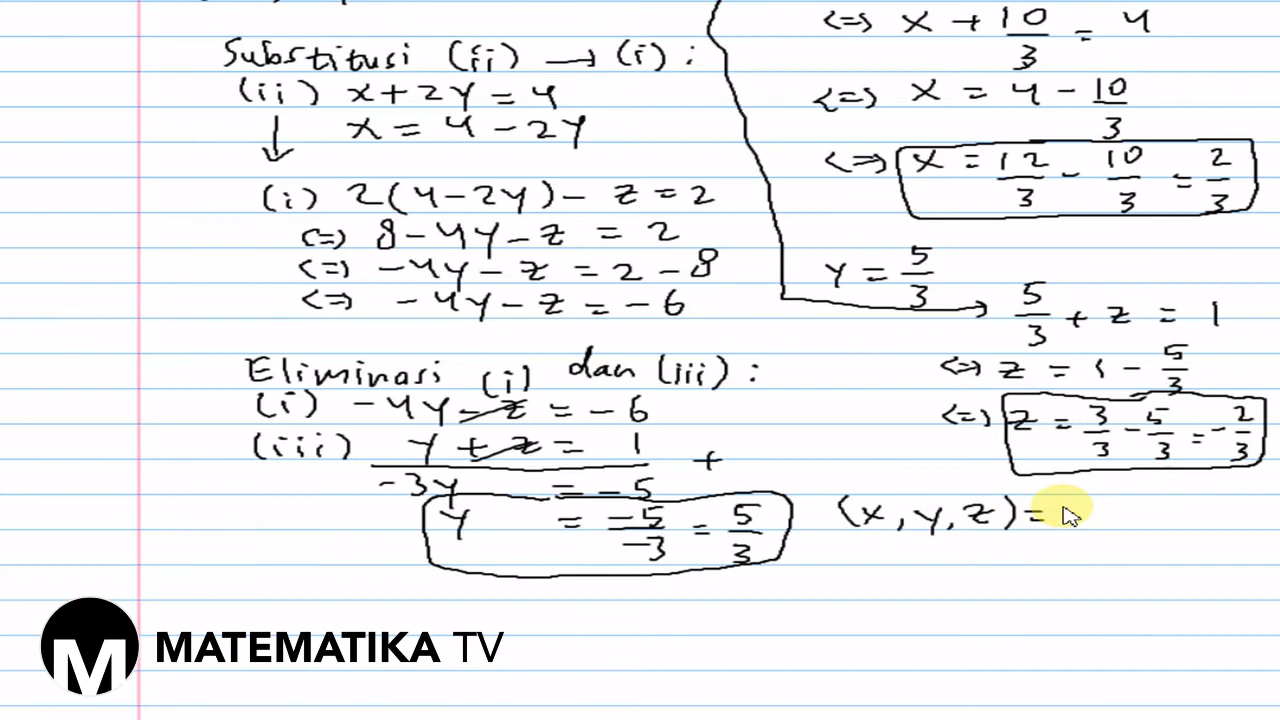 Substitusi (ii) → (i) :
(ii) x + 2y = 4
x = 4 - 2y
(i) 2(4 - 2y) - z = 2
<=> 8 - 4y - z = 2
<=> -4y - z = 2 - 8
<=> -4y - z = -6
Eliminasi (i) dan (iii) :
(i) -4y - z = -6
(iii) y + z = 1 +
-3y = -5
y = -5/-3 = 5/3
<=> x + 10/3 = 4
<=> x = 4 - 10/3
<=> x = 12/3 - 10/3 = 2/3
y = 5/3
5/3 + z = 1
<=> z = 1 - 5/3
<=> z = 3/3 - 5/3 = -2/3
(x, y, z) =
M MATEMATIKA TV